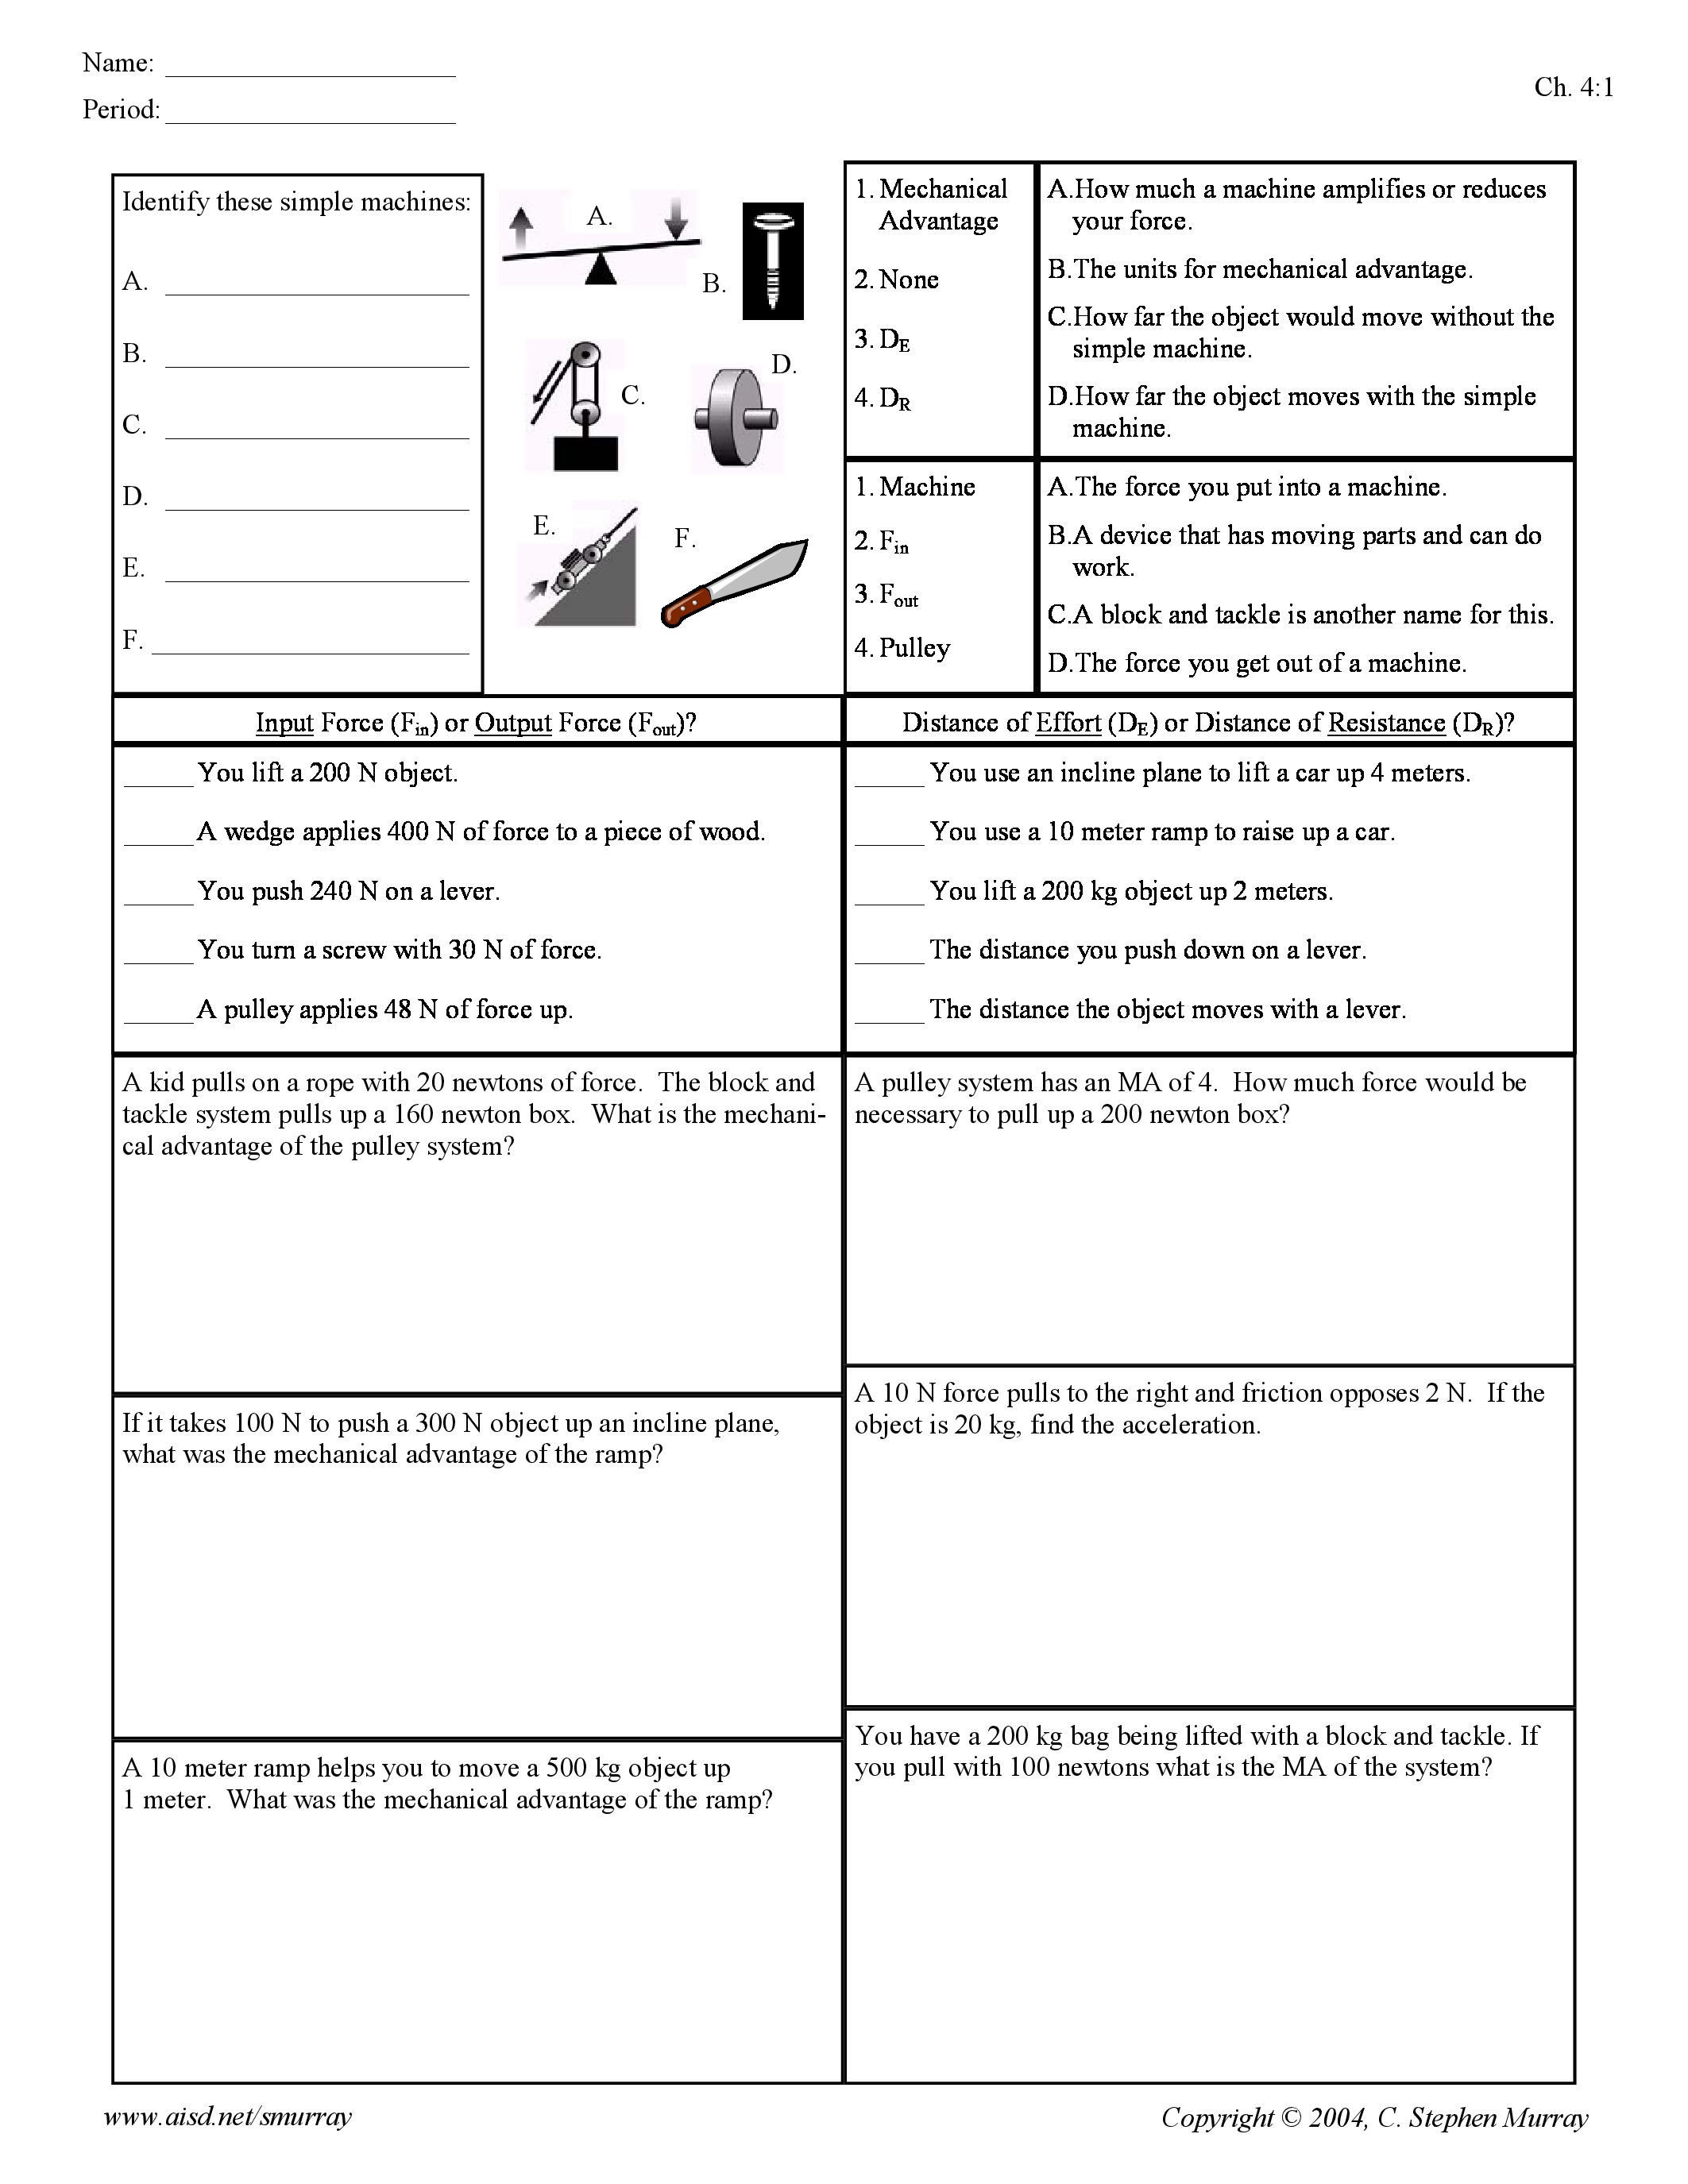 Name: ____________________
Period: ____________________
Ch. 4:1
Identify these simple machines:
A. ____________________
B. ____________________
C. ____________________
D. ____________________
E. ____________________
F. ____________________
A.
B.
C.
D.
E.
F.
1. Mechanical
Advantage
2. None
3. DE
4. DR
A.How much a machine amplifies or reduces
your force.
B.The units for mechanical advantage.
C.How far the object would move without the
simple machine.
D.How far the object moves with the simple
machine.
1. Machine
2. Fin
3. Fout
4. Pulley
A.The force you put into a machine.
B.A device that has moving parts and can do
work.
C.A block and tackle is another name for this.
D.The force you get out of a machine.
Input Force (Fin) or Output Force (Fout)?
_____ You lift a 200 N object.
_____ A wedge applies 400 N of force to a piece of wood.
_____ You push 240 N on a lever.
_____ You turn a screw with 30 N of force.
_____ A pulley applies 48 N of force up.
Distance of Effort (DE) or Distance of Resistance (DR)?
_____ You use an incline plane to lift a car up 4 meters.
_____ You use a 10 meter ramp to raise up a car.
_____ You lift a 200 kg object up 2 meters.
_____ The distance you push down on a lever.
_____ The distance the object moves with a lever.
A kid pulls on a rope with 20 newtons of force.  The block and
tackle system pulls up a 160 newton box.  What is the mechani-
cal advantage of the pulley system?
A pulley system has an MA of 4.  How much force would be
necessary to pull up a 200 newton box?
If it takes 100 N to push a 300 N object up an incline plane,
what was the mechanical advantage of the ramp?
A 10 N force pulls to the right and friction opposes 2 N.  If the
object is 20 kg, find the acceleration.
A 10 meter ramp helps you to move a 500 kg object up
1 meter.  What was the mechanical advantage of the ramp?
You have a 200 kg bag being lifted with a block and tackle. If
you pull with 100 newtons what is the MA of the system?
www.aisd.net/smurray
Copyright © 2004, C. Stephen Murray